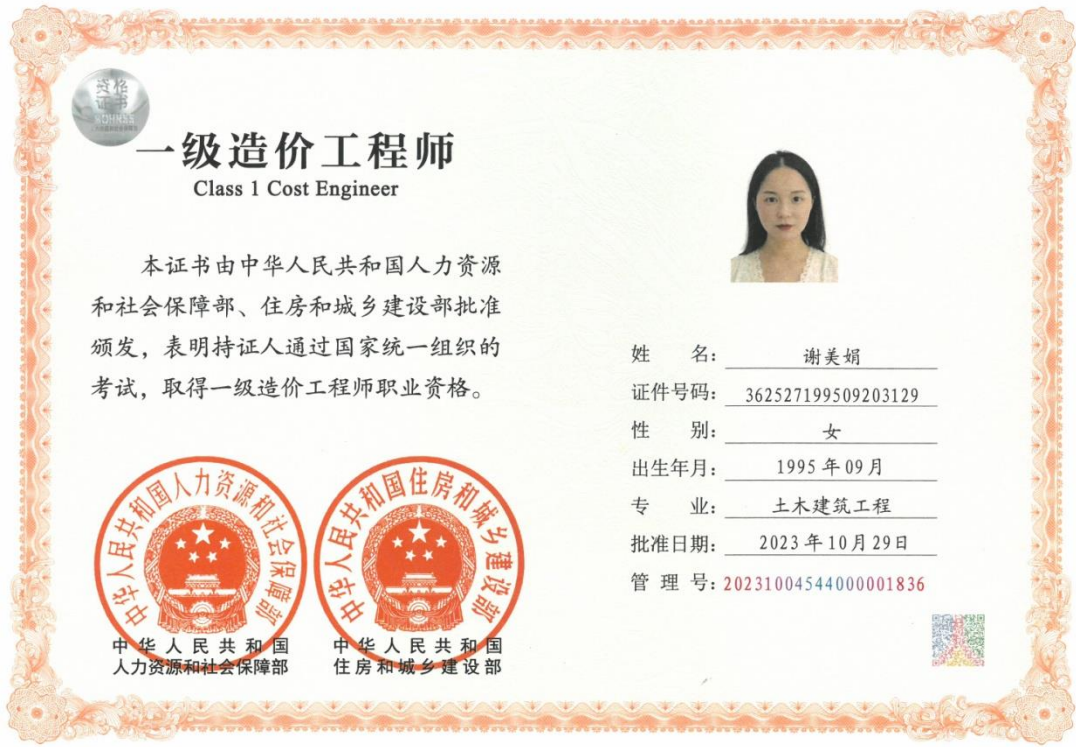 资格
证书
一级造价工程师
Class 1 Cost Engineer
本证书由中华人民共和国人力资源
和社会保障部、住房和城乡建设部批准
颁发，表明持证人通过国家统一组织的
考试，取得一级造价工程师职业资格。
中华人民共和国人力资源和社会保障部
中华人民共和国
人力资源和社会保障部
中华人民共和国住房和城乡建设部
中华人民共和国
住房和城乡建设部
姓 名： 谢美娟
证件号码： 362527199509203129
性 别： 女
出生年月： 1995年09月
专 业： 土木建筑工程
批准日期： 2023年10月29日
管 理 号： 20231004544000001836